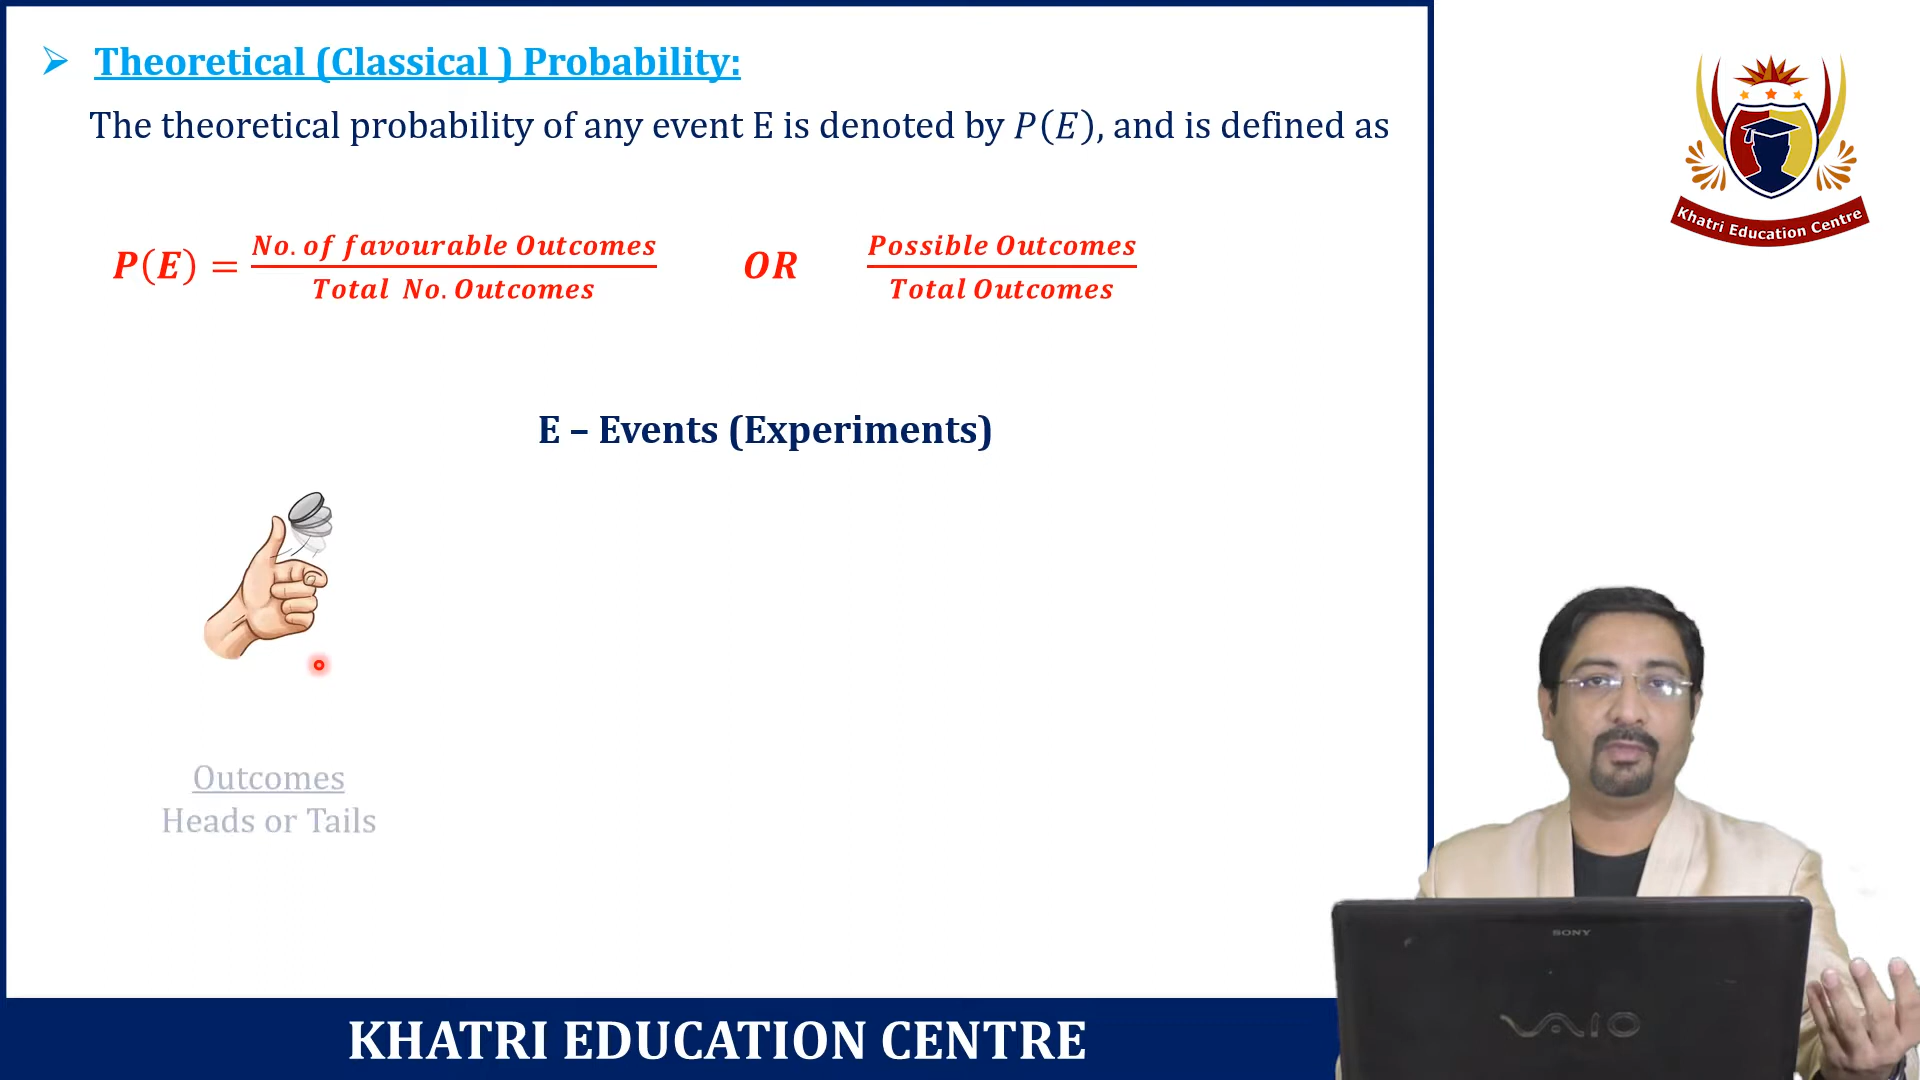 Theoretical (Classical ) Probability:
The theoretical probability of any event E is denoted by P(E), and is defined as
P(E) = No. of favourable Outcomes / Total No. Outcomes OR Possible Outcomes / Total Outcomes
E – Events (Experiments)
Outcomes
Heads or Tails
KHATRI EDUCATION CENTRE
Khatri Education Centre
SONY
VAIO